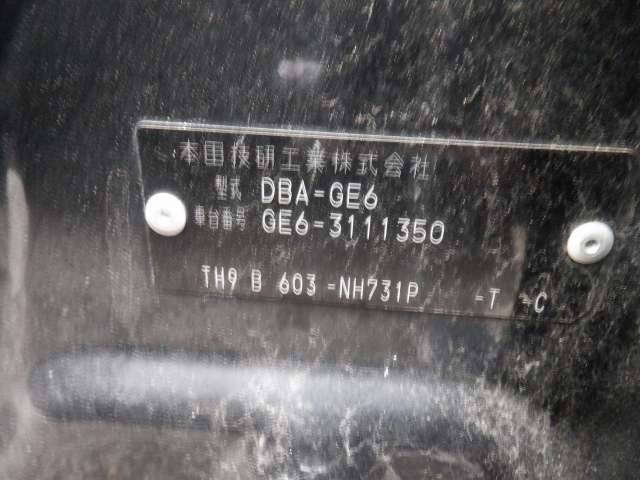 本田技研工業株式会社
型式 DBA-GE6
車台番号 GE6-3111350
TH9 B 603 -NH731P -T -C